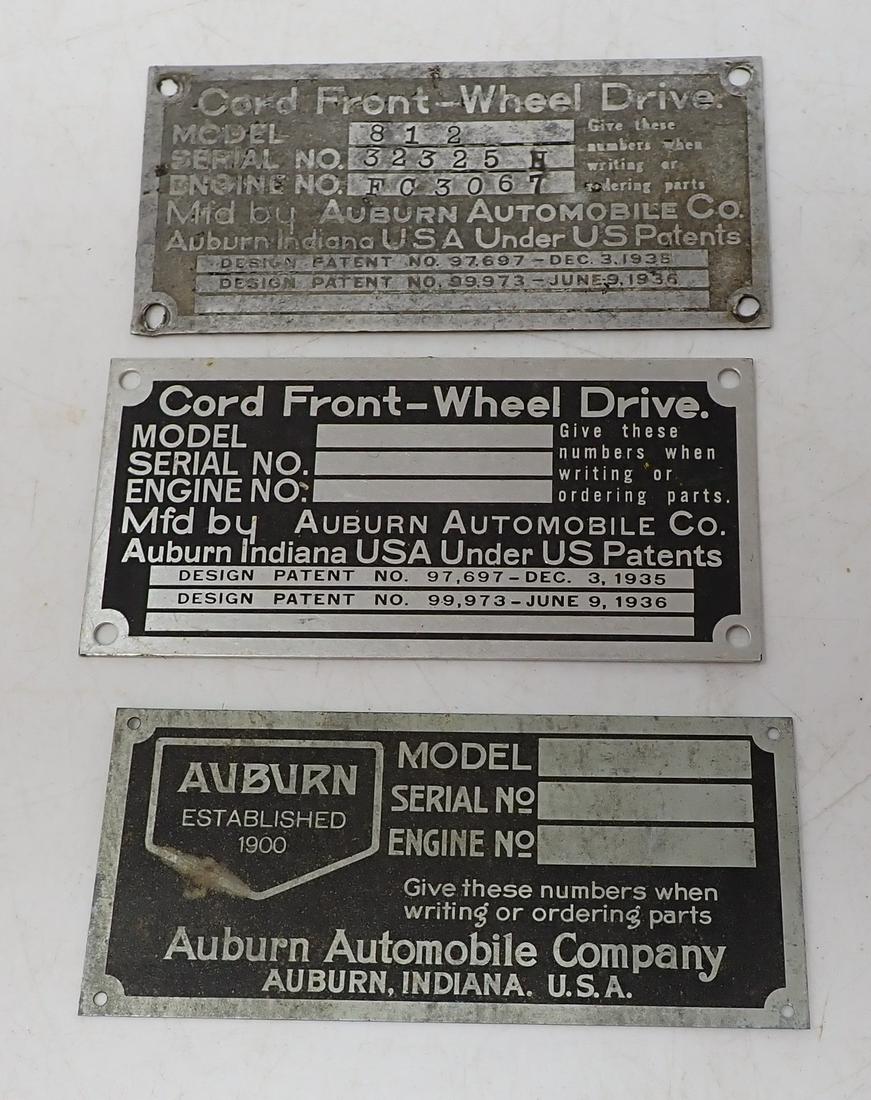 Cord Front-Wheel Drive.
MODEL 812 Give these
SERIAL NO. 32325 H numbers when
ENGINE NO. FC3067 writing or
ordering parts
Mfd by AUBURN AUTOMOBILE CO.
Auburn Indiana USA Under US Patents
DESIGN PATENT NO. 97,697-DEC. 3, 1935
DESIGN PATENT NO. 99,973-JUNE 9, 1936
Cord Front-Wheel Drive.
MODEL Give these
SERIAL NO. numbers when
ENGINE NO. writing or
ordering parts.
Mfd by AUBURN AUTOMOBILE CO.
Auburn Indiana USA Under US Patents
DESIGN PATENT NO. 97,697-DEC. 3, 1935
DESIGN PATENT NO. 99,973-JUNE 9, 1936
AUBURN
ESTABLISHED
1900
MODEL
SERIAL NO
ENGINE NO
Give these numbers when
writing or ordering parts
Auburn Automobile Company
AUBURN, INDIANA. U.S.A.